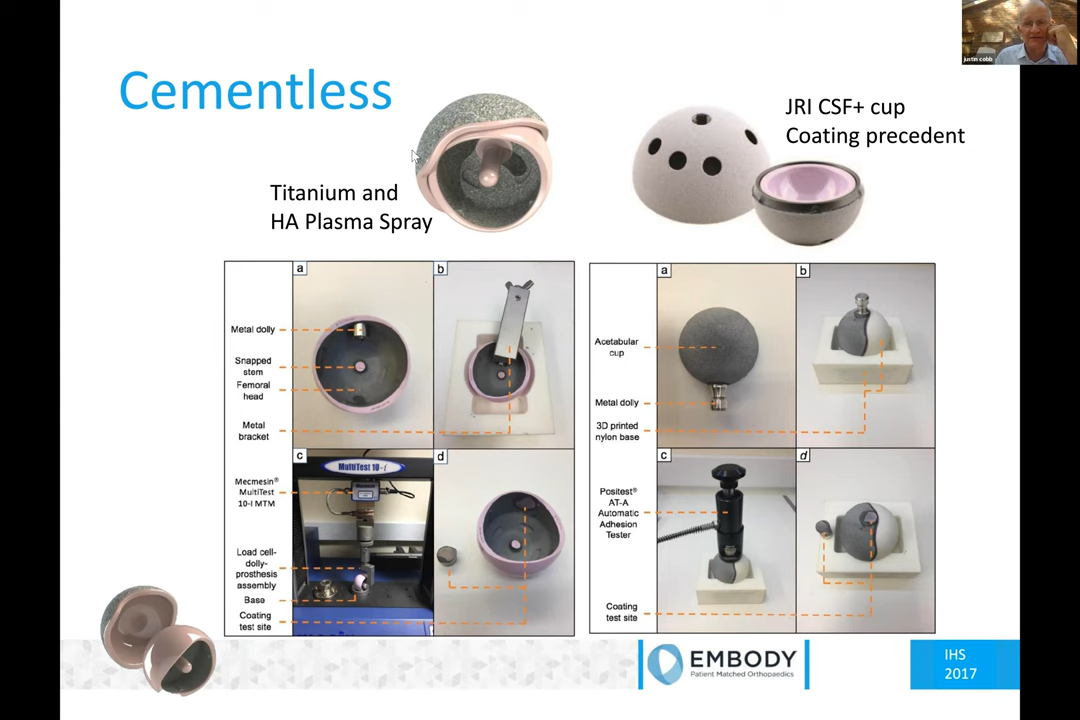 justin cobb
Cementless
JRI CSF+ cup
Coating precedent
Titanium and
HA Plasma Spray
a
b
Metal dolly
Snapped
stem
Femoral
head
Metal
bracket
c
d
MultiTest 10-i
Mecmesin®
MultiTest
10-I MTM
Load cell-
dolly-
prosthesis
assembly
Base
Coating
test site
a
b
Acetabular
cup
Metal dolly
3D printed
nylon base
c
d
Positest®
AT-A
Automatic
Adhesion
Tester
Coating
test site
EMBODY
Patient Matched Orthopaedics
IHS
2017